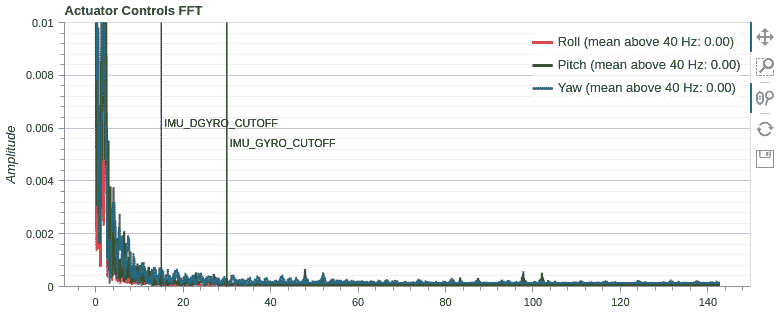 Actuator Controls FFT
0.01
0.008
0.006
0.004
0.002
0
Amplitude
Roll (mean above 40 Hz: 0.00)
Pitch (mean above 40 Hz: 0.00)
Yaw (mean above 40 Hz: 0.00)
IMU_DGYRO_CUTOFF
IMU_GYRO_CUTOFF
0 20 40 60 80 100 120 140